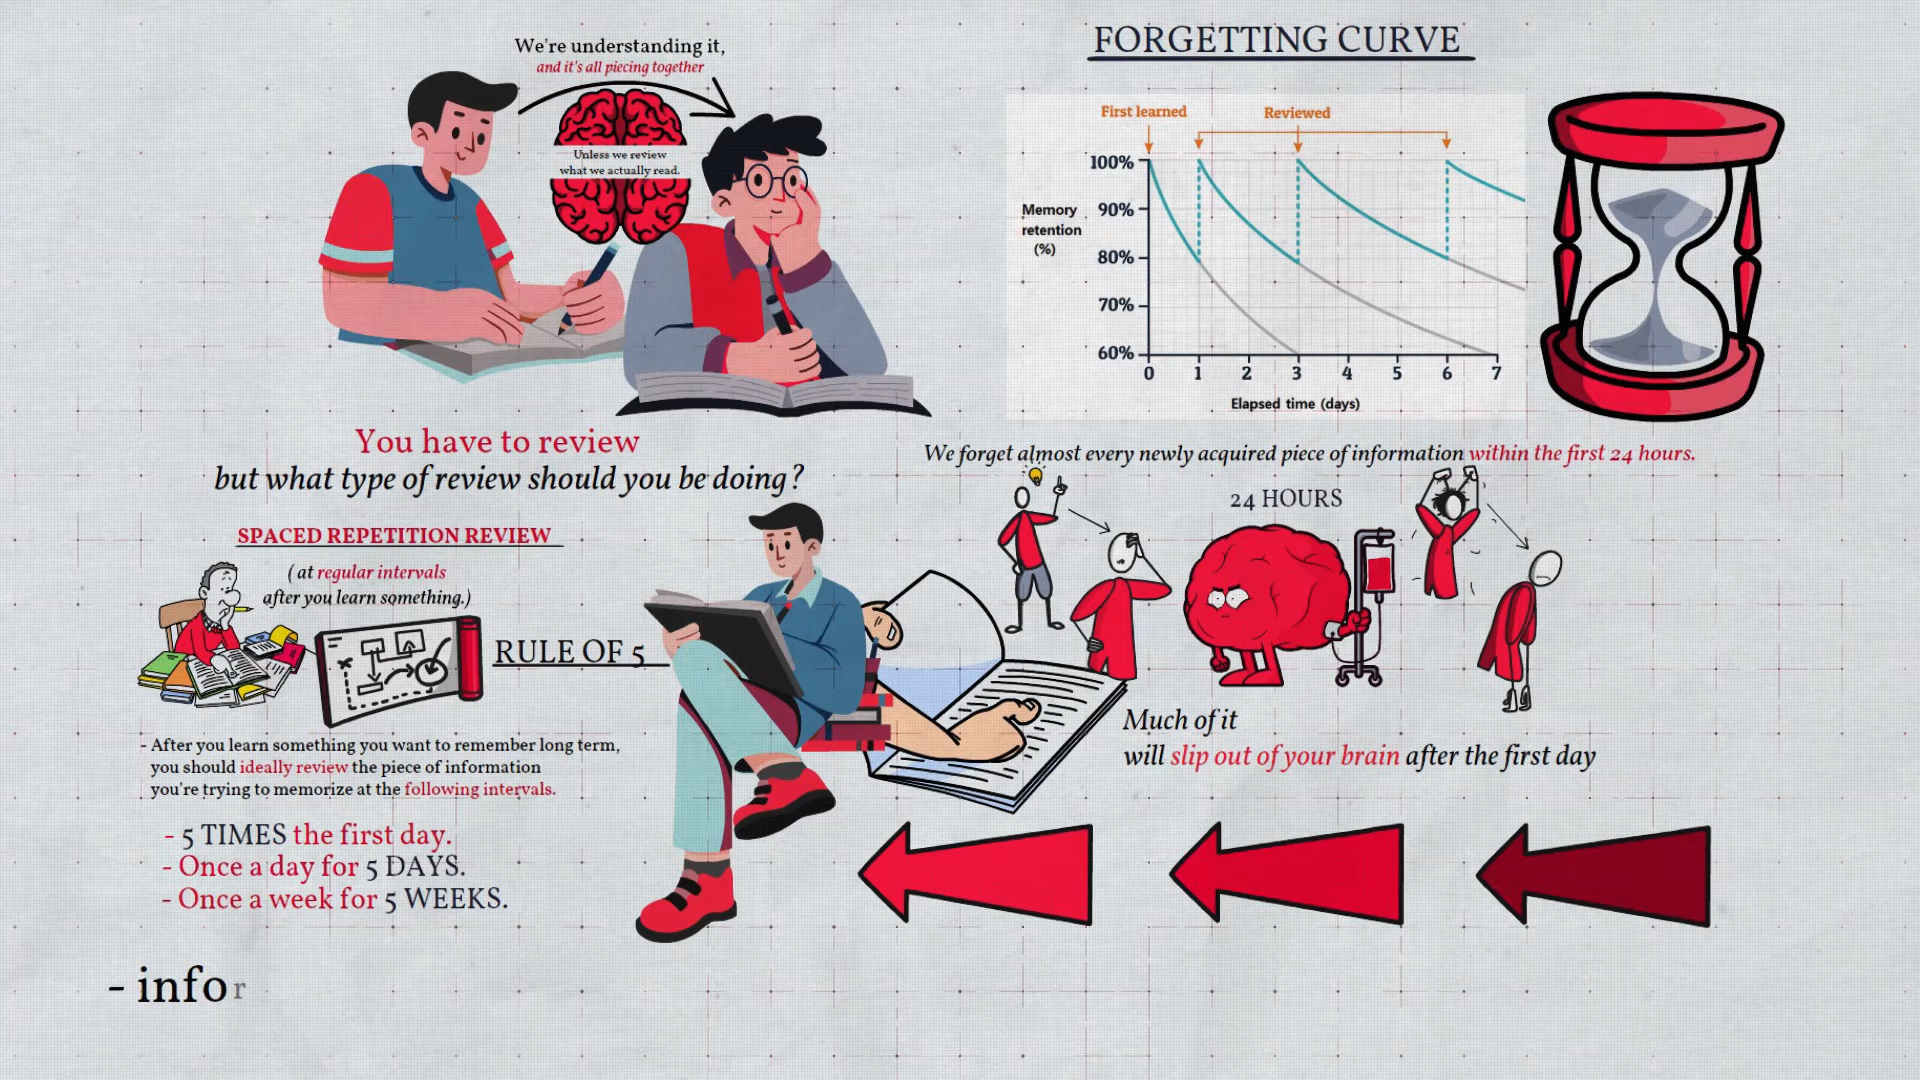 We're understanding it,
and it's all piecing together
Unless we review
what we actually read.
You have to review
but what type of review should you be doing?
FORGETTING CURVE
First learned
Reviewed
100%
90%
80%
70%
60%
Memory
retention
(%)
0 1 2 3 4 5 6 7
Elapsed time (days)
We forget almost every newly acquired piece of information within the first 24 hours.
24 HOURS
Much of it
will slip out of your brain after the first day
SPACED REPETITION REVIEW
( at regular intervals
after you learn something.)
RULE OF 5
- After you learn something you want to remember long term,
you should ideally review the piece of information
you're trying to memorize at the following intervals.
- 5 TIMES the first day.
- Once a day for 5 DAYS.
- Once a week for 5 WEEKS.
- infor